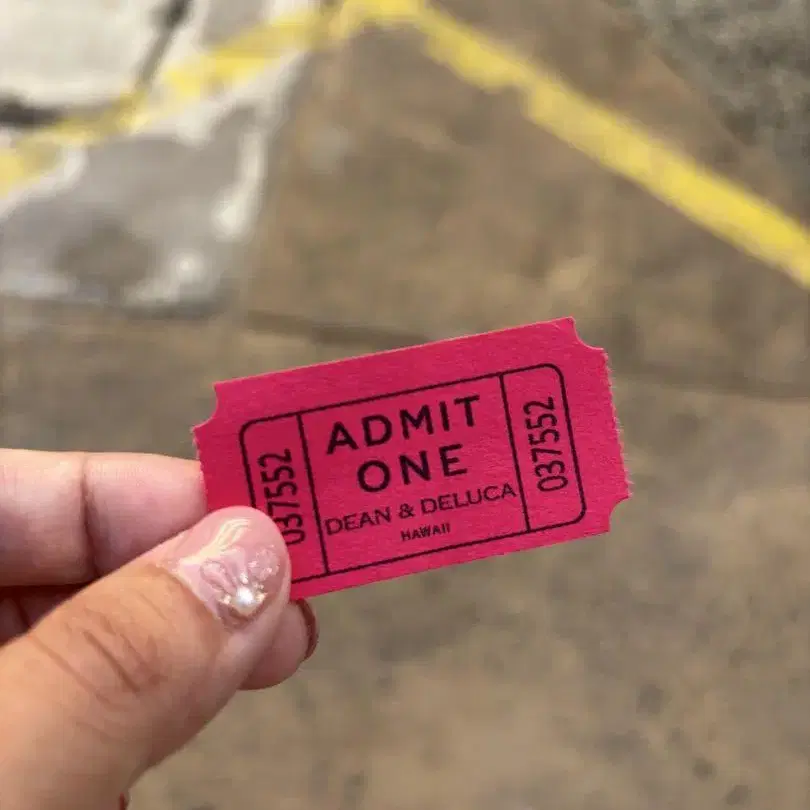 037552
ADMIT
ONE
DEAN & DELUCA
HAWAII
037552